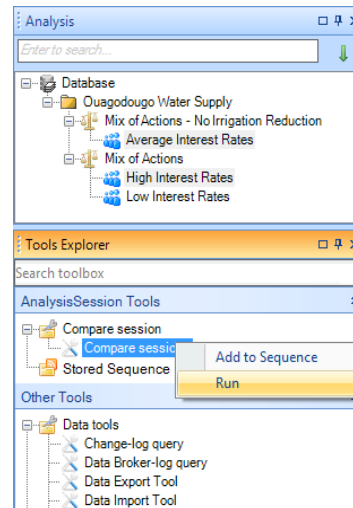 Analysis
Enter to search...
Database
Ouagodougo Water Supply
Mix of Actions - No Irrigation Reduction
Average Interest Rates
Mix of Actions
High Interest Rates
Low Interest Rates
Tools Explorer
Search toolbox
AnalysisSession Tools
Compare session
Compare sessio
Add to Sequence
Stored Sequence
Run
Other Tools
Data tools
Change-log query
Data Broker-log query
Data Export Tool
Data Import Tool